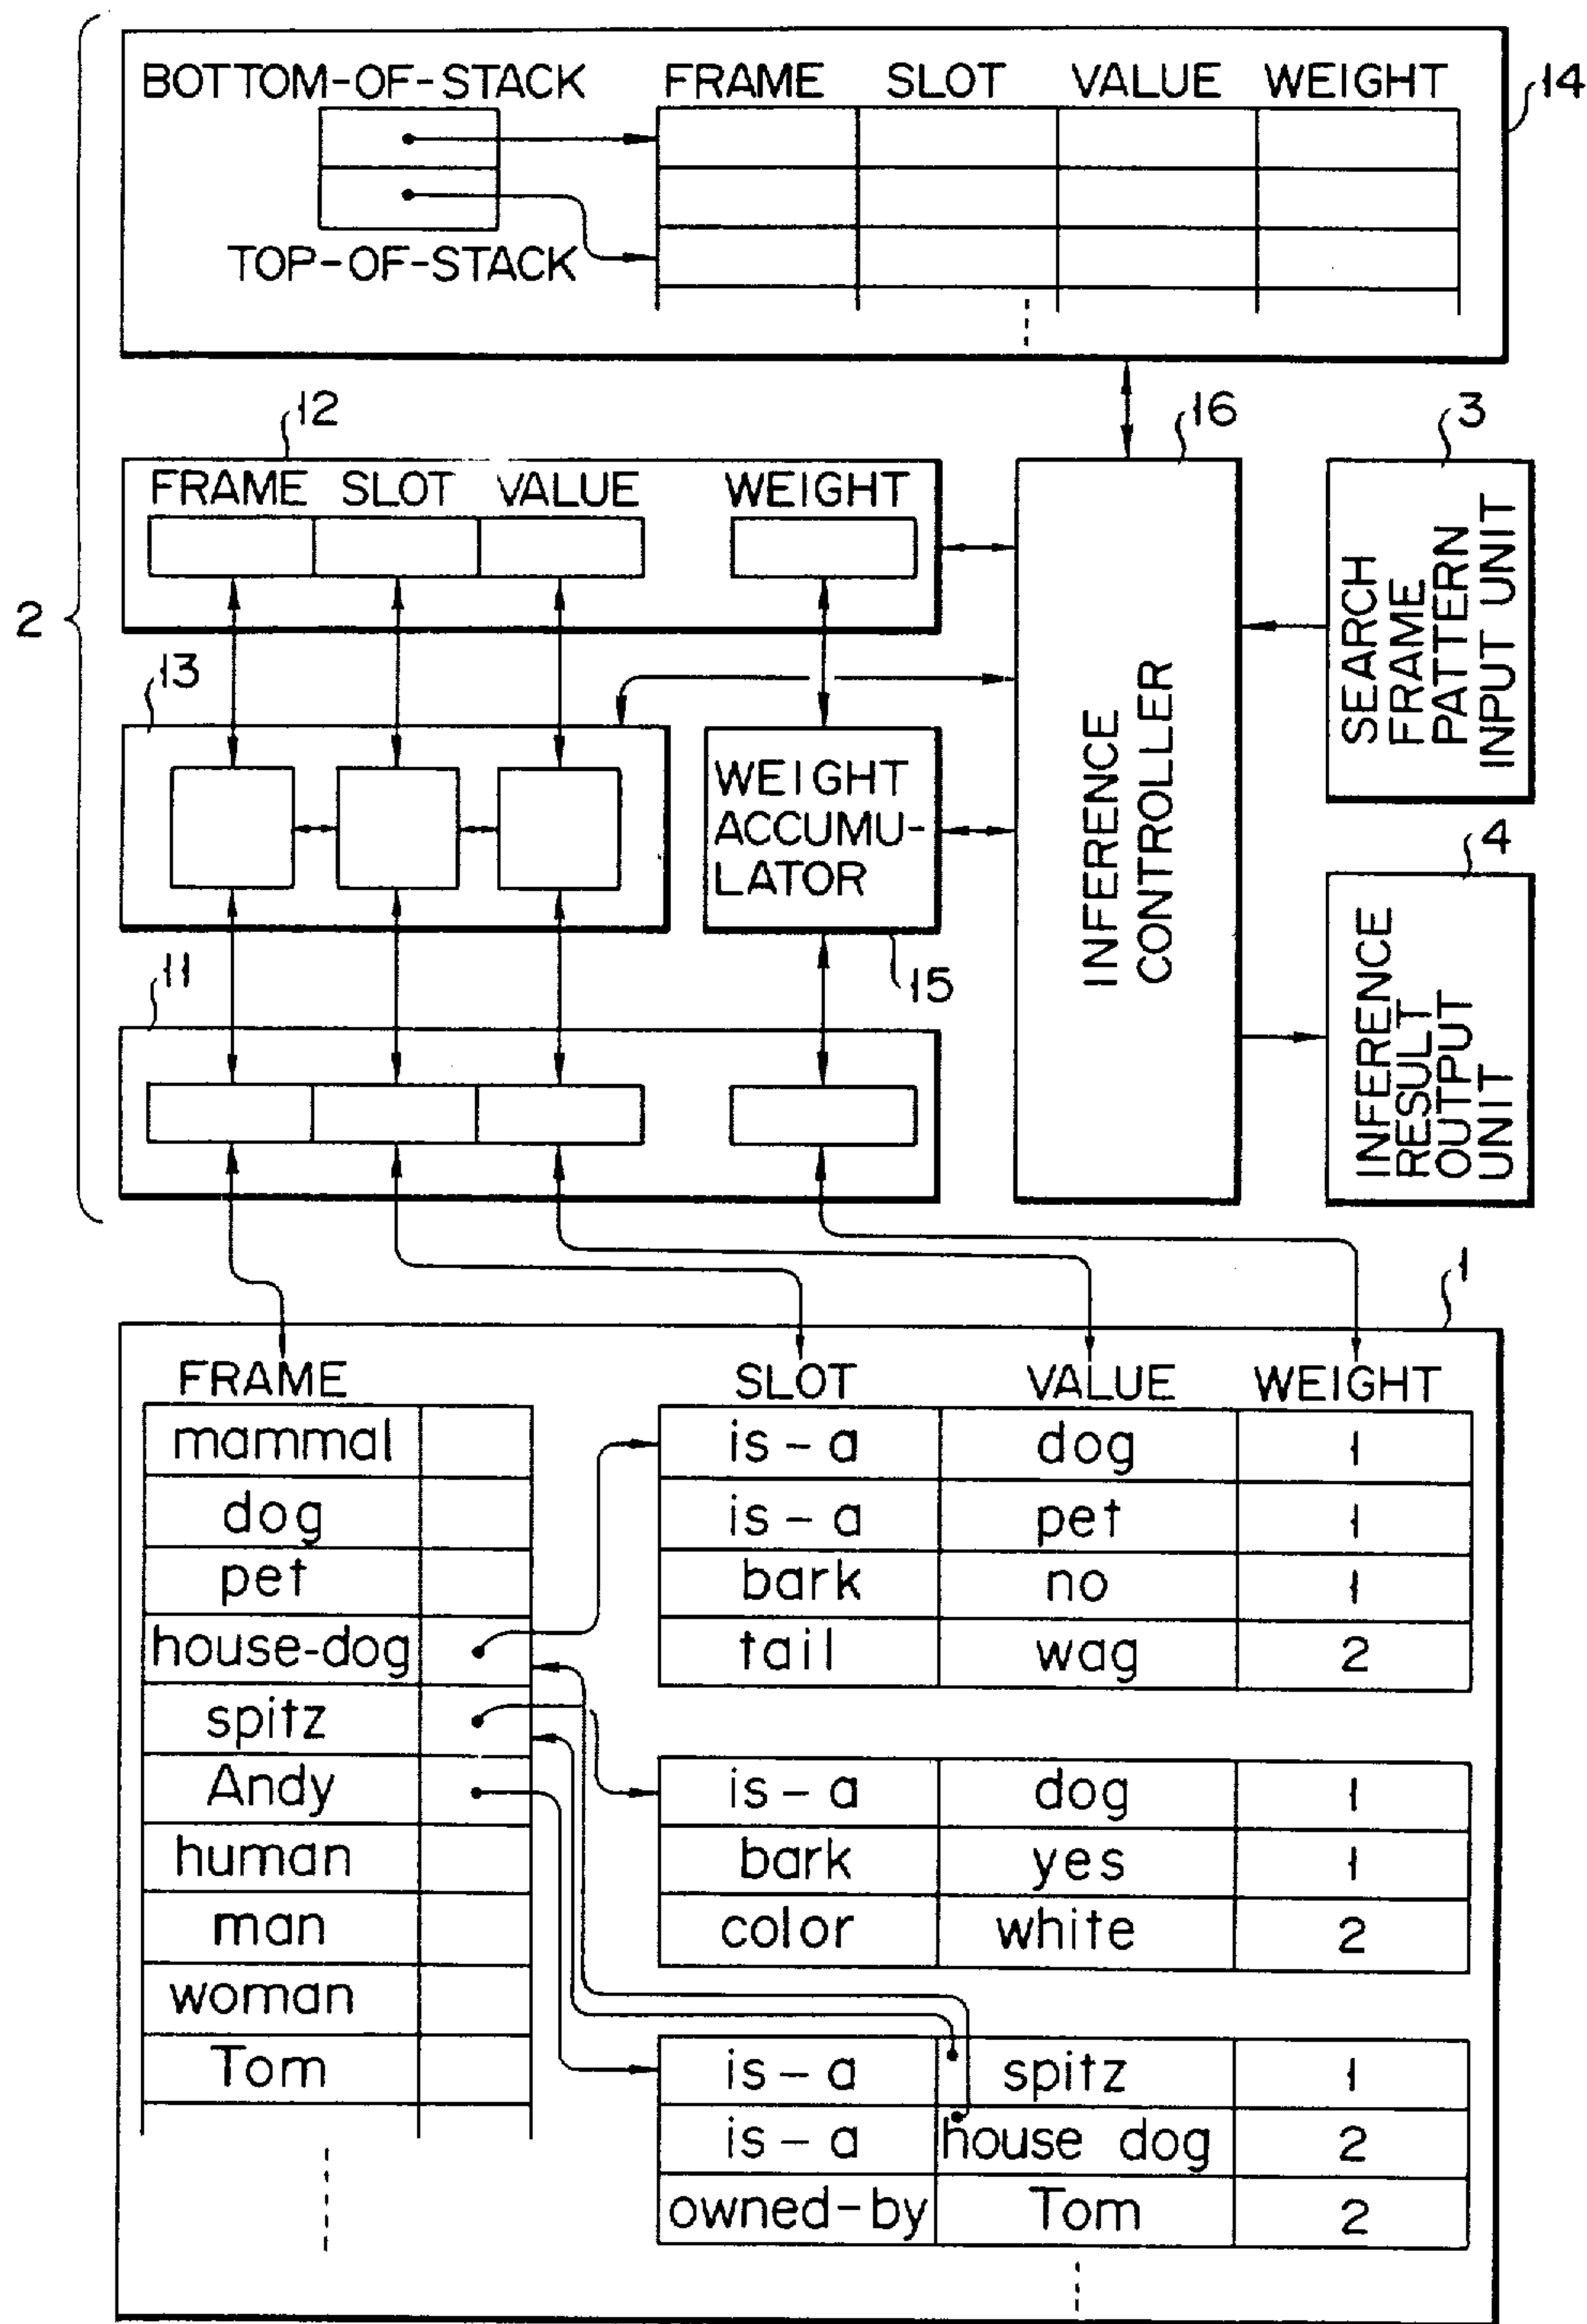 BOTTOM-OF-STACK FRAME SLOT VALUE WEIGHT
14
TOP-OF-STACK
2
12
FRAME SLOT VALUE WEIGHT
16
3
SEARCH
FRAME
PATTERN
INPUT UNIT
13
WEIGHT
ACCUMU-
LATOR
15
INFERENCE
CONTROLLER
4
INFERENCE
RESULT
OUTPUT
UNIT
11
1
FRAME
mammal
dog
pet
house-dog
spitz
Andy
human
man
woman
Tom
SLOT VALUE WEIGHT
is-a dog 1
is-a pet 1
bark no 1
tail wag 2
is-a dog 1
bark yes 1
color white 2
is-a spitz 1
is-a house dog 2
owned-by Tom 2